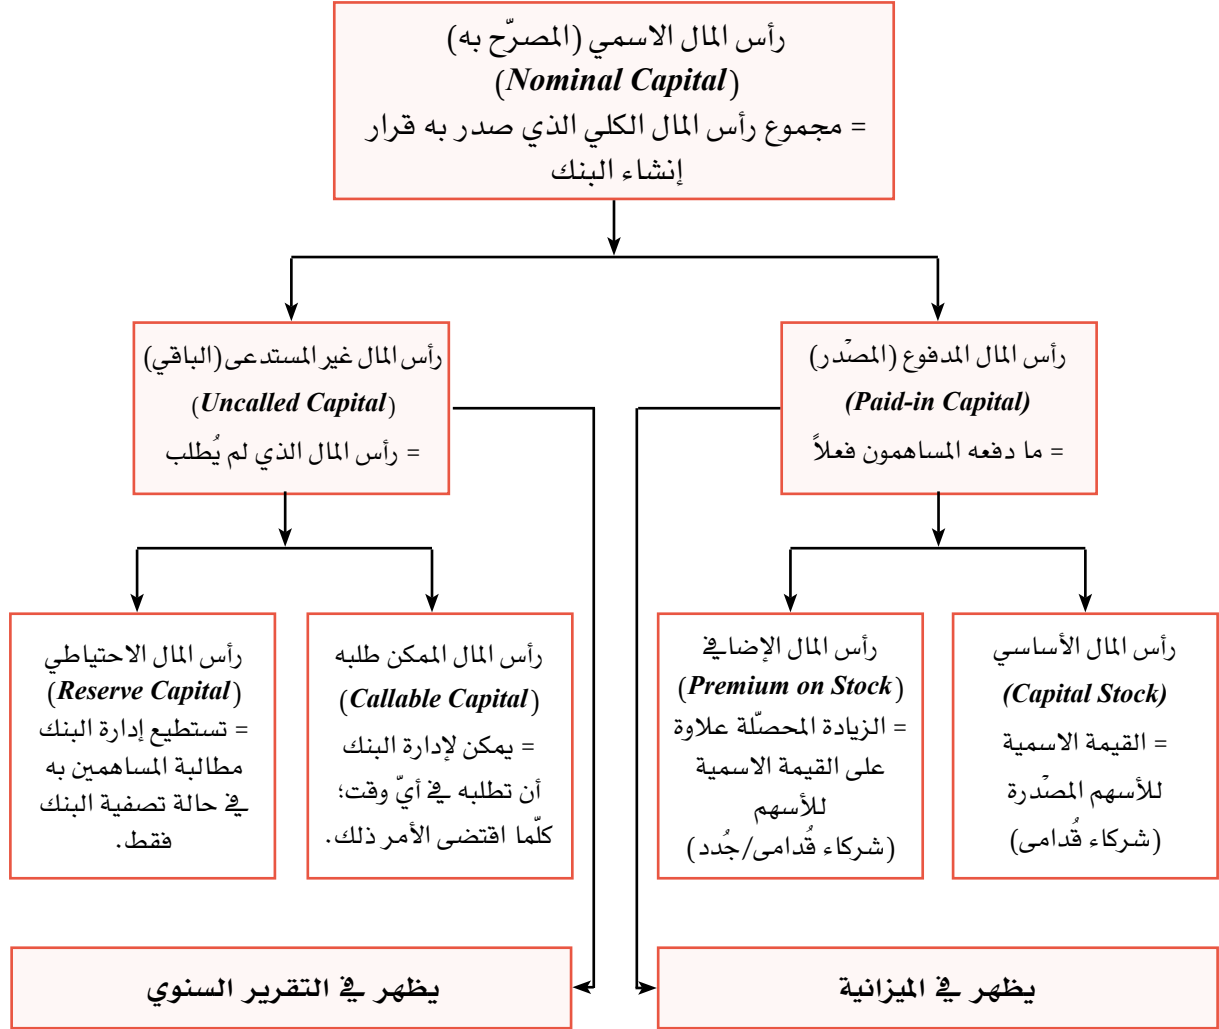 رأس المال الاسمي (المصرّح به)
(Nominal Capital)
= مجموع رأس المال الكلي الذي صدر به قرار
إنشاء البنك
رأس المال المدفوع (المصدَّر)
(Paid-in Capital)
= ما دفعه المساهمون فعلاً
رأس المال غير المستدعى (الباقي)
(Uncalled Capital)
= رأس المال الذي لم يُطلب
رأس المال الأساسي
(Capital Stock)
= القيمة الاسمية
للأسهم المصدَّرة
(شركاء قُدامى)
رأس المال الإضافي
(Premium on Stock)
= الزيادة المحصّلة علاوة
على القيمة الاسمية
للأسهم
(شركاء قُدامى/جُدد)
رأس المال الممكن طلبه
(Callable Capital)
= يمكن لإدارة البنك
أن تطلبه في أيّ وقت؛
كلّما اقتضى الأمر ذلك.
رأس المال الاحتياطي
(Reserve Capital)
= تستطيع إدارة البنك
مطالبة المساهمين به
في حالة تصفية البنك
فقط.
يظهر في الميزانية
يظهر في التقرير السنوي